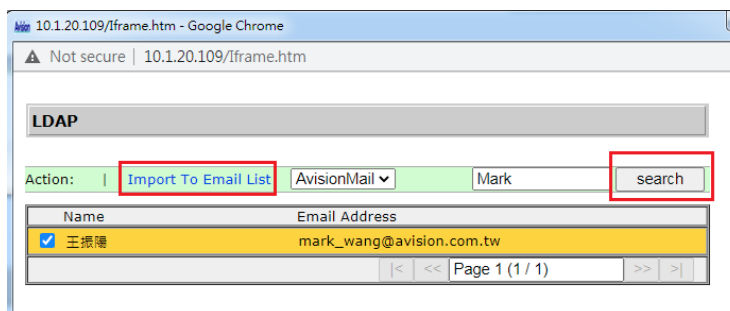 Avision 10.1.20.109/Iframe.htm - Google Chrome
Not secure | 10.1.20.109/Iframe.htm
LDAP
Action: | Import To Email List AvisionMail Mark search
Name Email Address
王振陽 mark_wang@avision.com.tw
|< << Page 1 (1 / 1) >> >|